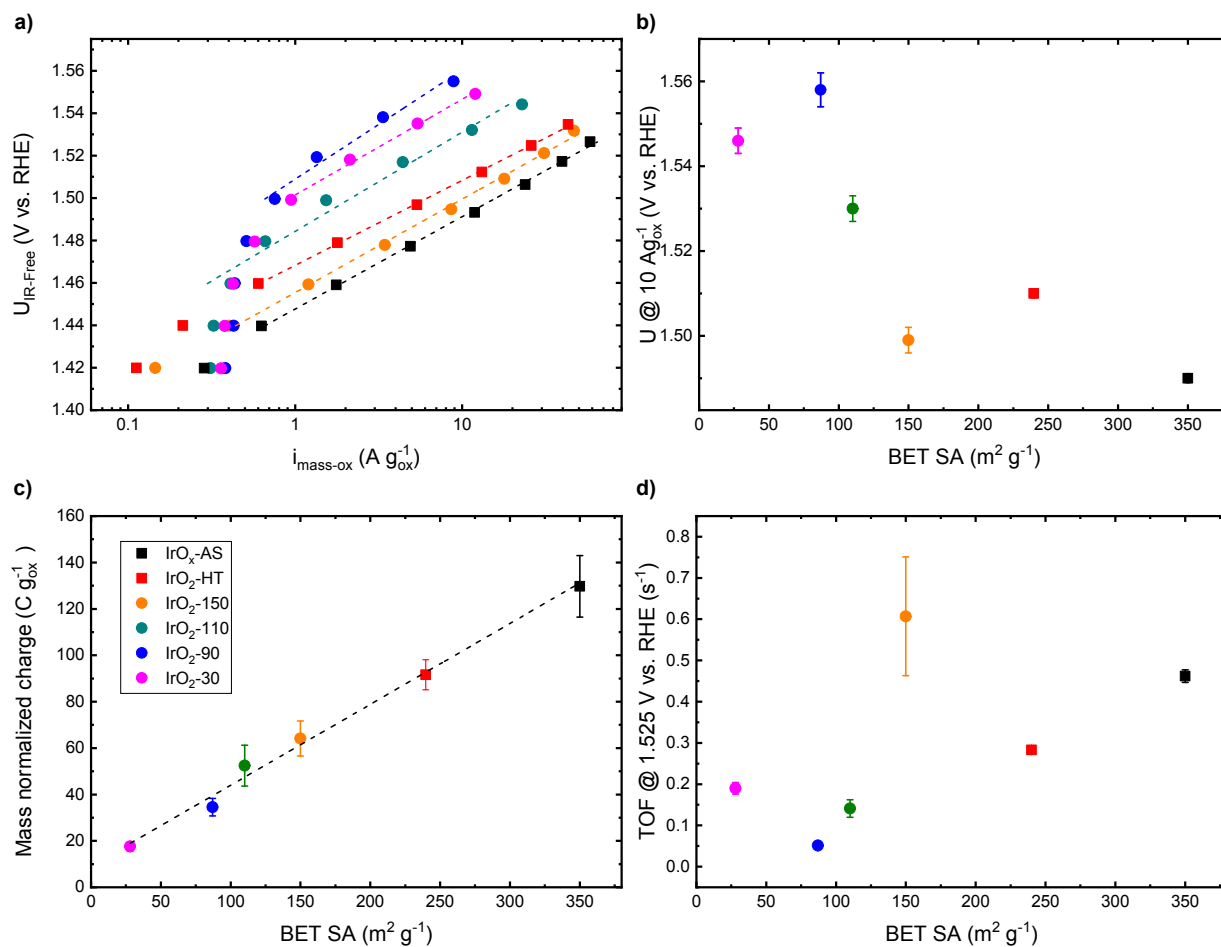 a)
1.56
1.54
1.52
1.50
1.48
1.46
1.44
1.42
1.40
U_IR-Free (V vs. RHE)
0.1 1 10
i_mass-ox (A g_ox^-1)
b)
1.56
1.54
1.52
1.50
U @ 10 Ag_ox^-1 (V vs. RHE)
0 50 100 150 200 250 300 350
BET SA (m^2 g^-1)
c)
160
140
120
100
80
60
40
20
0
Mass normalized charge (C g_ox^-1)
IrO_x-AS
IrO_2-HT
IrO_2-150
IrO_2-110
IrO_2-90
IrO_2-30
0 50 100 150 200 250 300 350
BET SA (m^2 g^-1)
d)
0.8
0.7
0.6
0.5
0.4
0.3
0.2
0.1
0.0
TOF @ 1.525 V vs. RHE (s^-1)
0 50 100 150 200 250 300 350
BET SA (m^2 g^-1)